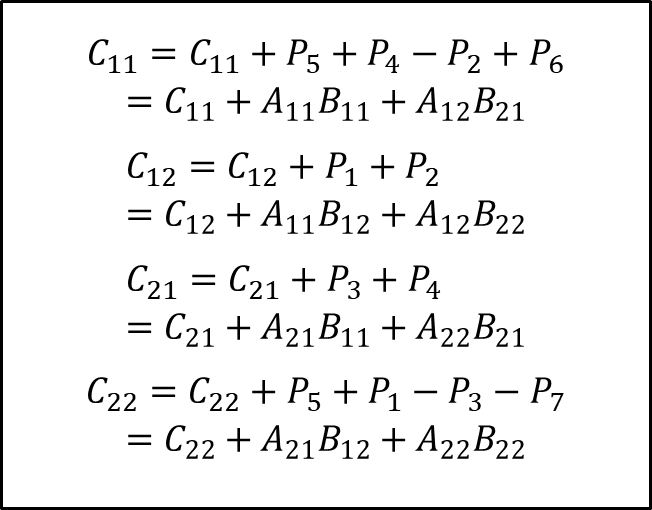 C₁₁ = C₁₁ + P₅ + P₄ − P₂ + P₆
= C₁₁ + A₁₁B₁₁ + A₁₂B₂₁
C₁₂ = C₁₂ + P₁ + P₂
= C₁₂ + A₁₁B₁₂ + A₁₂B₂₂
C₂₁ = C₂₁ + P₃ + P₄
= C₂₁ + A₂₁B₁₁ + A₂₂B₂₁
C₂₂ = C₂₂ + P₅ + P₁ − P₃ − P₇
= C₂₂ + A₂₁B₁₂ + A₂₂B₂₂